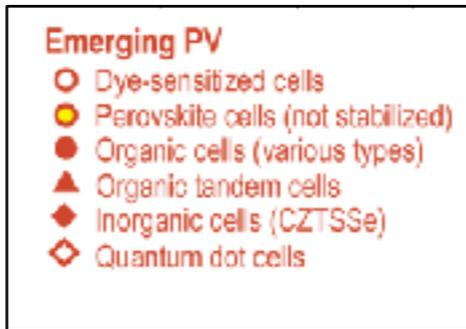 Emerging PV
Dye-sensitized cells
Perovskite cells (not stabilized)
Organic cells (various types)
Organic tandem cells
Inorganic cells (CZTSSe)
Quantum dot cells